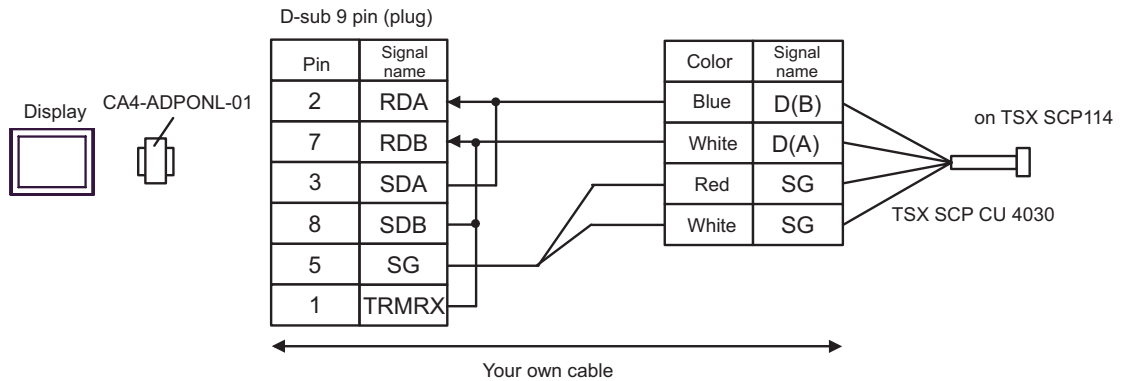 D-sub 9 pin (plug)
Display
CA4-ADPONL-01
Pin Signal name
2 RDA
7 RDB
3 SDA
8 SDB
5 SG
1 TRMRX
Color Signal name
Blue D(B)
White D(A)
Red SG
White SG
on TSX SCP114
TSX SCP CU 4030
Your own cable